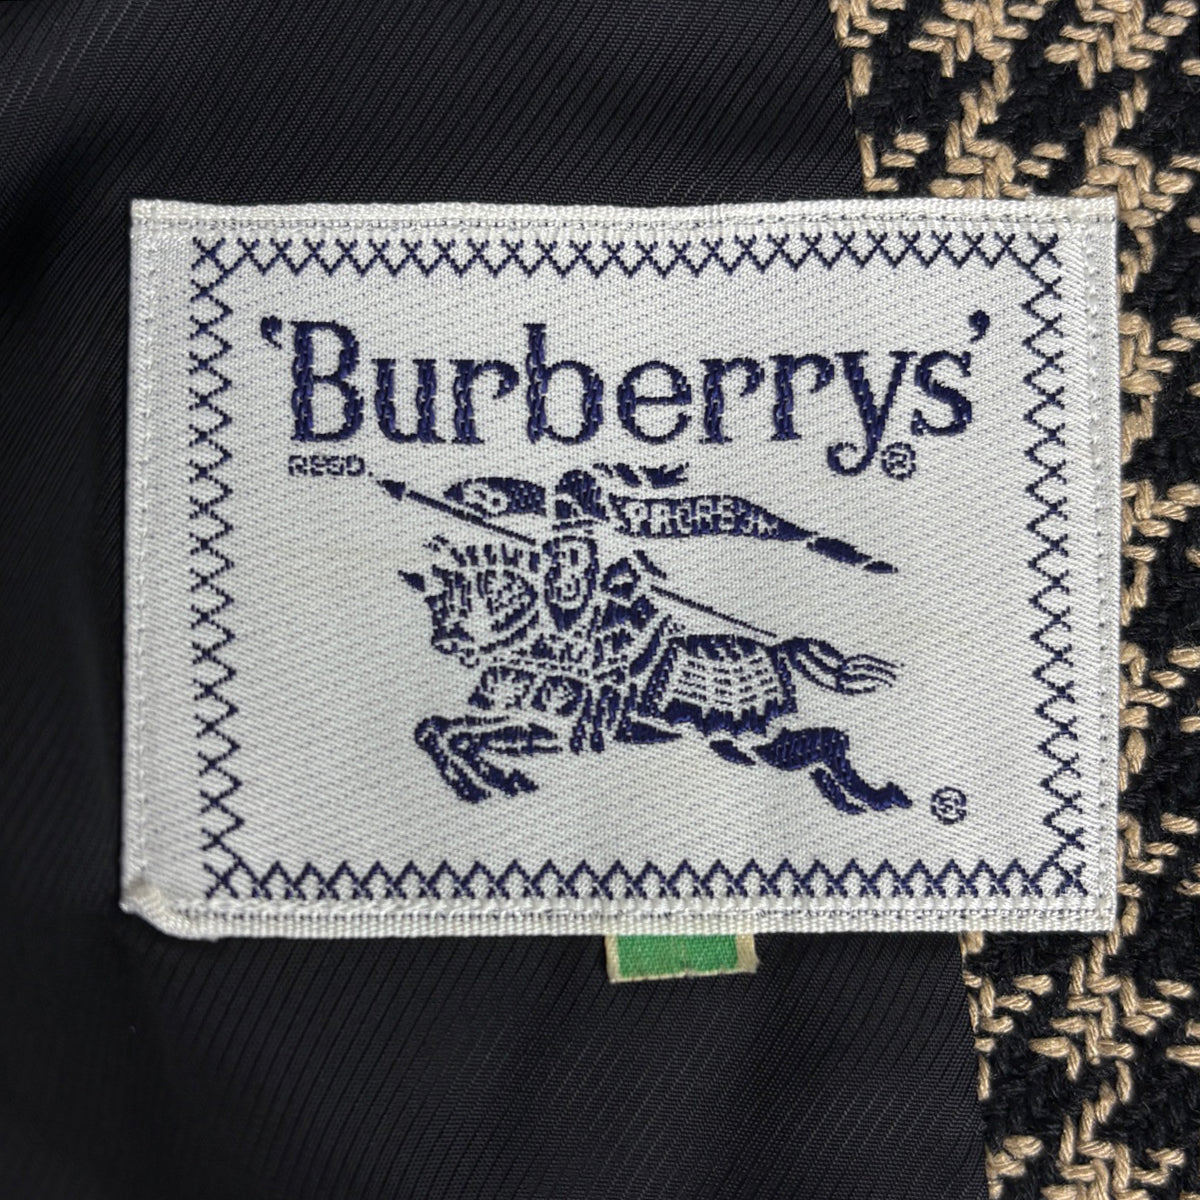 'Burberrys'®
REGD.
PRORSUM
®